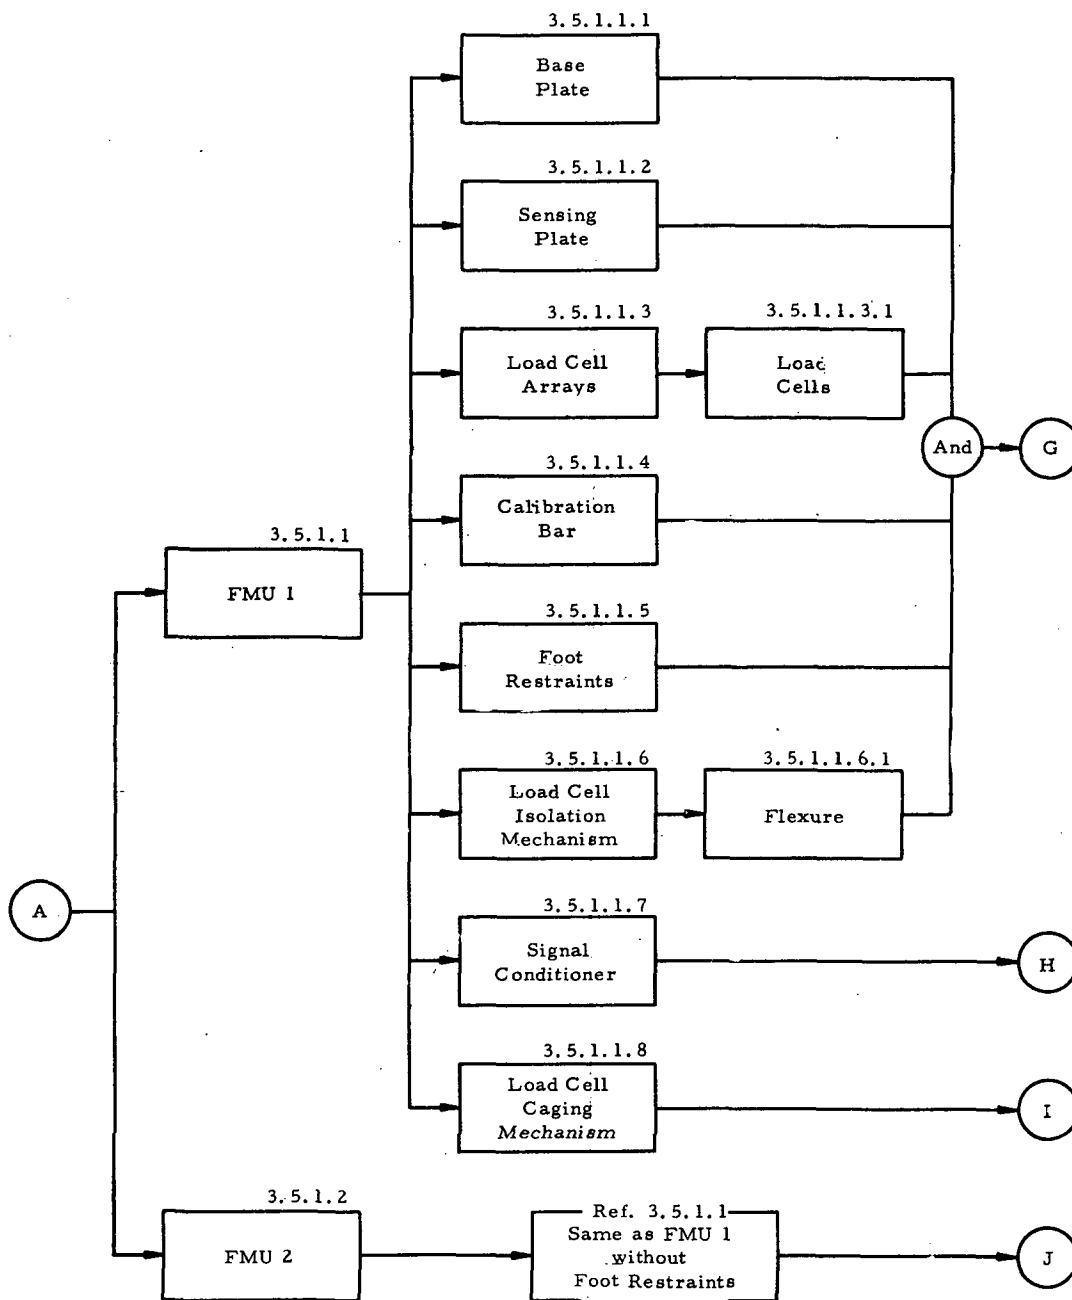 3.5.1.1.1
Base
Plate
3.5.1.1.2
Sensing
Plate
3.5.1.1.3
Load Cell
Arrays
3.5.1.1.3.1
Load
Cells
And
G
3.5.1.1.4
Calibration
Bar
3.5.1.1
FMU 1
3.5.1.1.5
Foot
Restraints
3.5.1.1.6
Load Cell
Isolation
Mechanism
3.5.1.1.6.1
Flexure
A
3.5.1.1.7
Signal
Conditioner
H
3.5.1.1.8
Load Cell
Caging
Mechanism
I
3.5.1.2
FMU 2
Ref. 3.5.1.1
Same as FMU 1
without
Foot Restraints
J